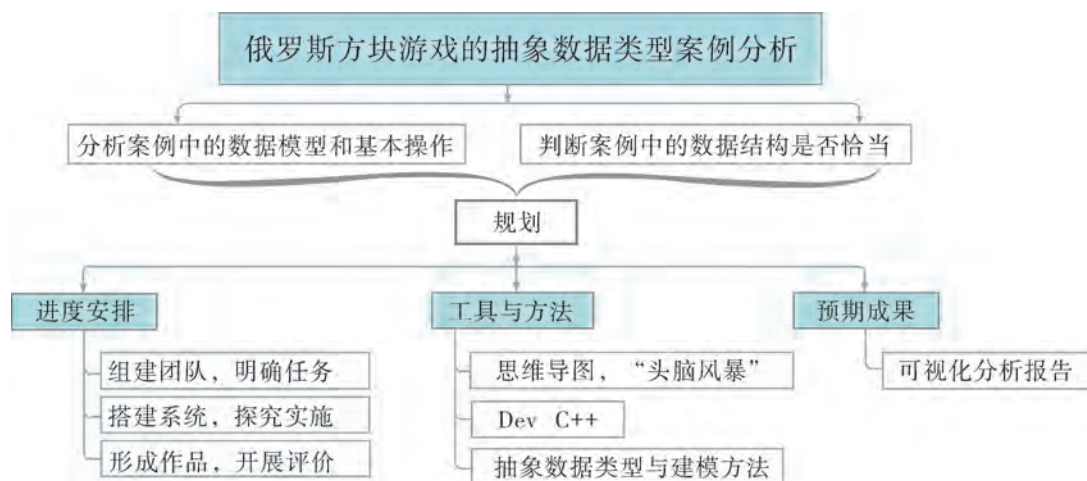 俄罗斯方块游戏的抽象数据类型案例分析
分析案例中的数据模型和基本操作
判断案例中的数据结构是否恰当
规划
进度安排
组建团队，明确任务
搭建系统，探究实施
形成作品，开展评价
工具与方法
思维导图，“头脑风暴”
Dev C++
抽象数据类型与建模方法
预期成果
可视化分析报告